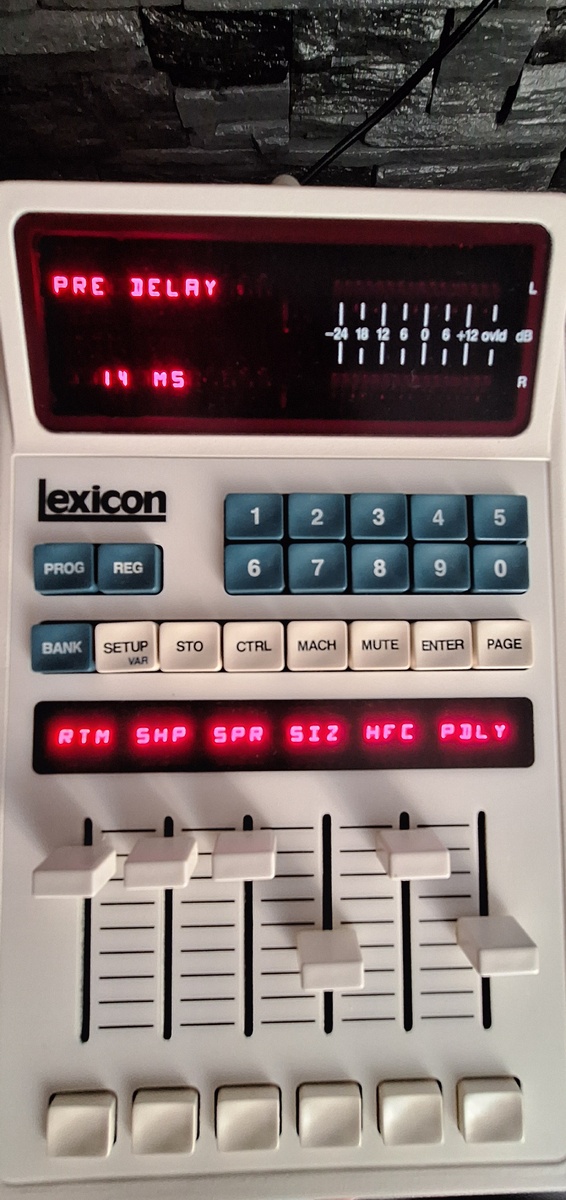 PRE DELAY
L
-24 18 12 6 0 6 +12 ovld dB
14 MS
R
lexicon
1 2 3 4 5
PROG REG
6 7 8 9 0
BANK SETUP VAR STO CTRL MACH MUTE ENTER PAGE
RTM SHP SPR SIZ HFC PDLY